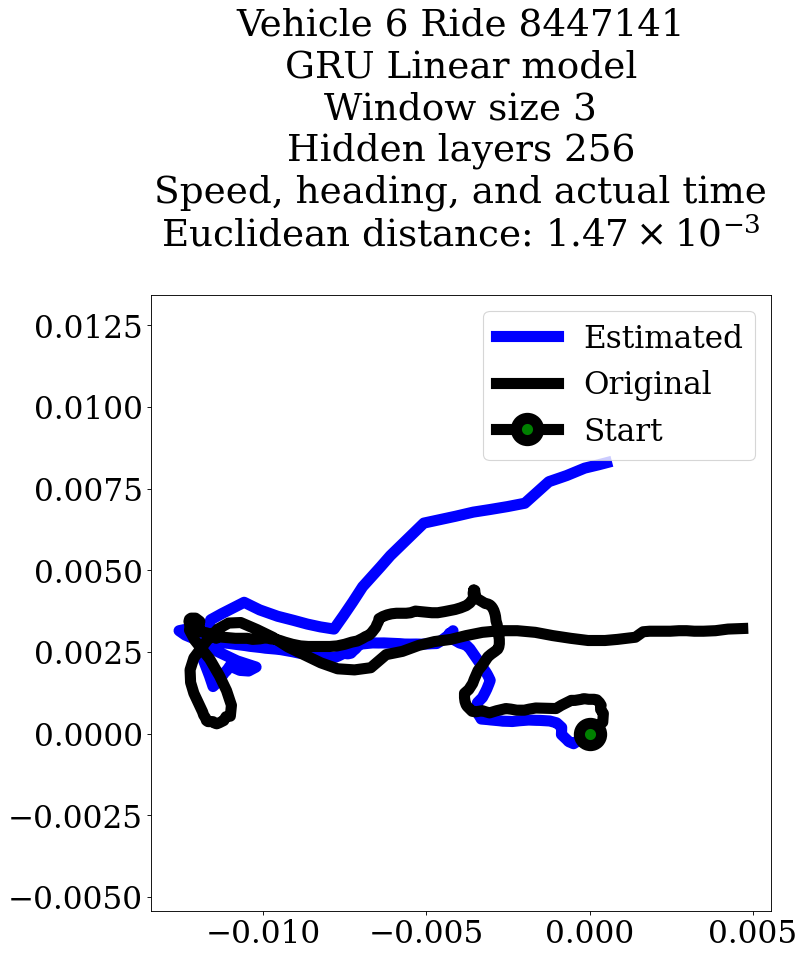 Vehicle 6 Ride 8447141
GRU Linear model
Window size 3
Hidden layers 256
Speed, heading, and actual time
Euclidean distance: 1.47 × 10⁻³
Estimated
Original
Start
0.0125
0.0100
0.0075
0.0050
0.0025
0.0000
−0.0025
−0.0050
−0.010 −0.005 0.000 0.005